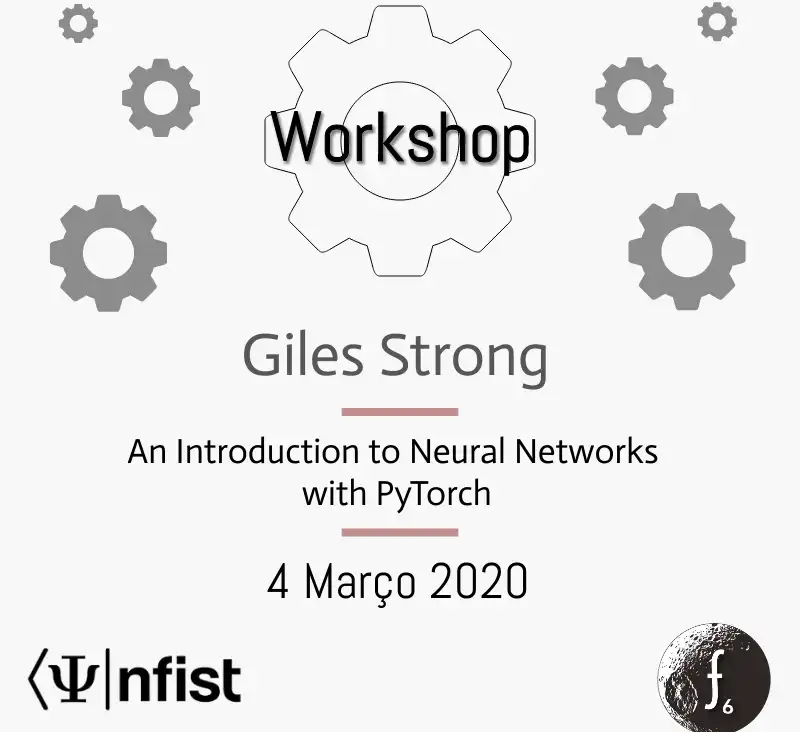 Workshop
Giles Strong
An Introduction to Neural Networks
with PyTorch
4 Março 2020
⟨Ψ|nfist
f6